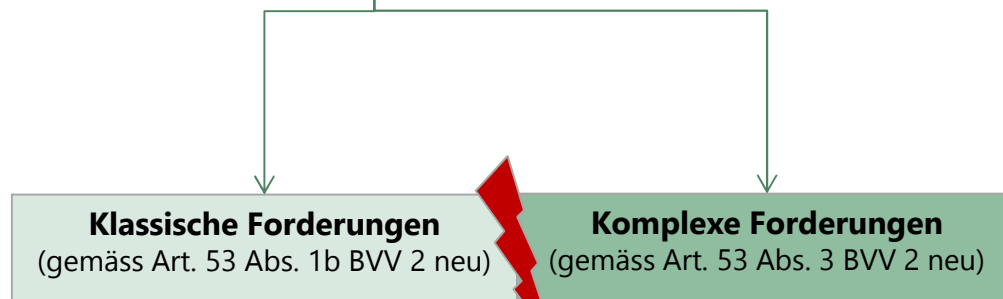 Klassische Forderungen
(gemäss Art. 53 Abs. 1b BVV 2 neu)
Komplexe Forderungen
(gemäss Art. 53 Abs. 3 BVV 2 neu)